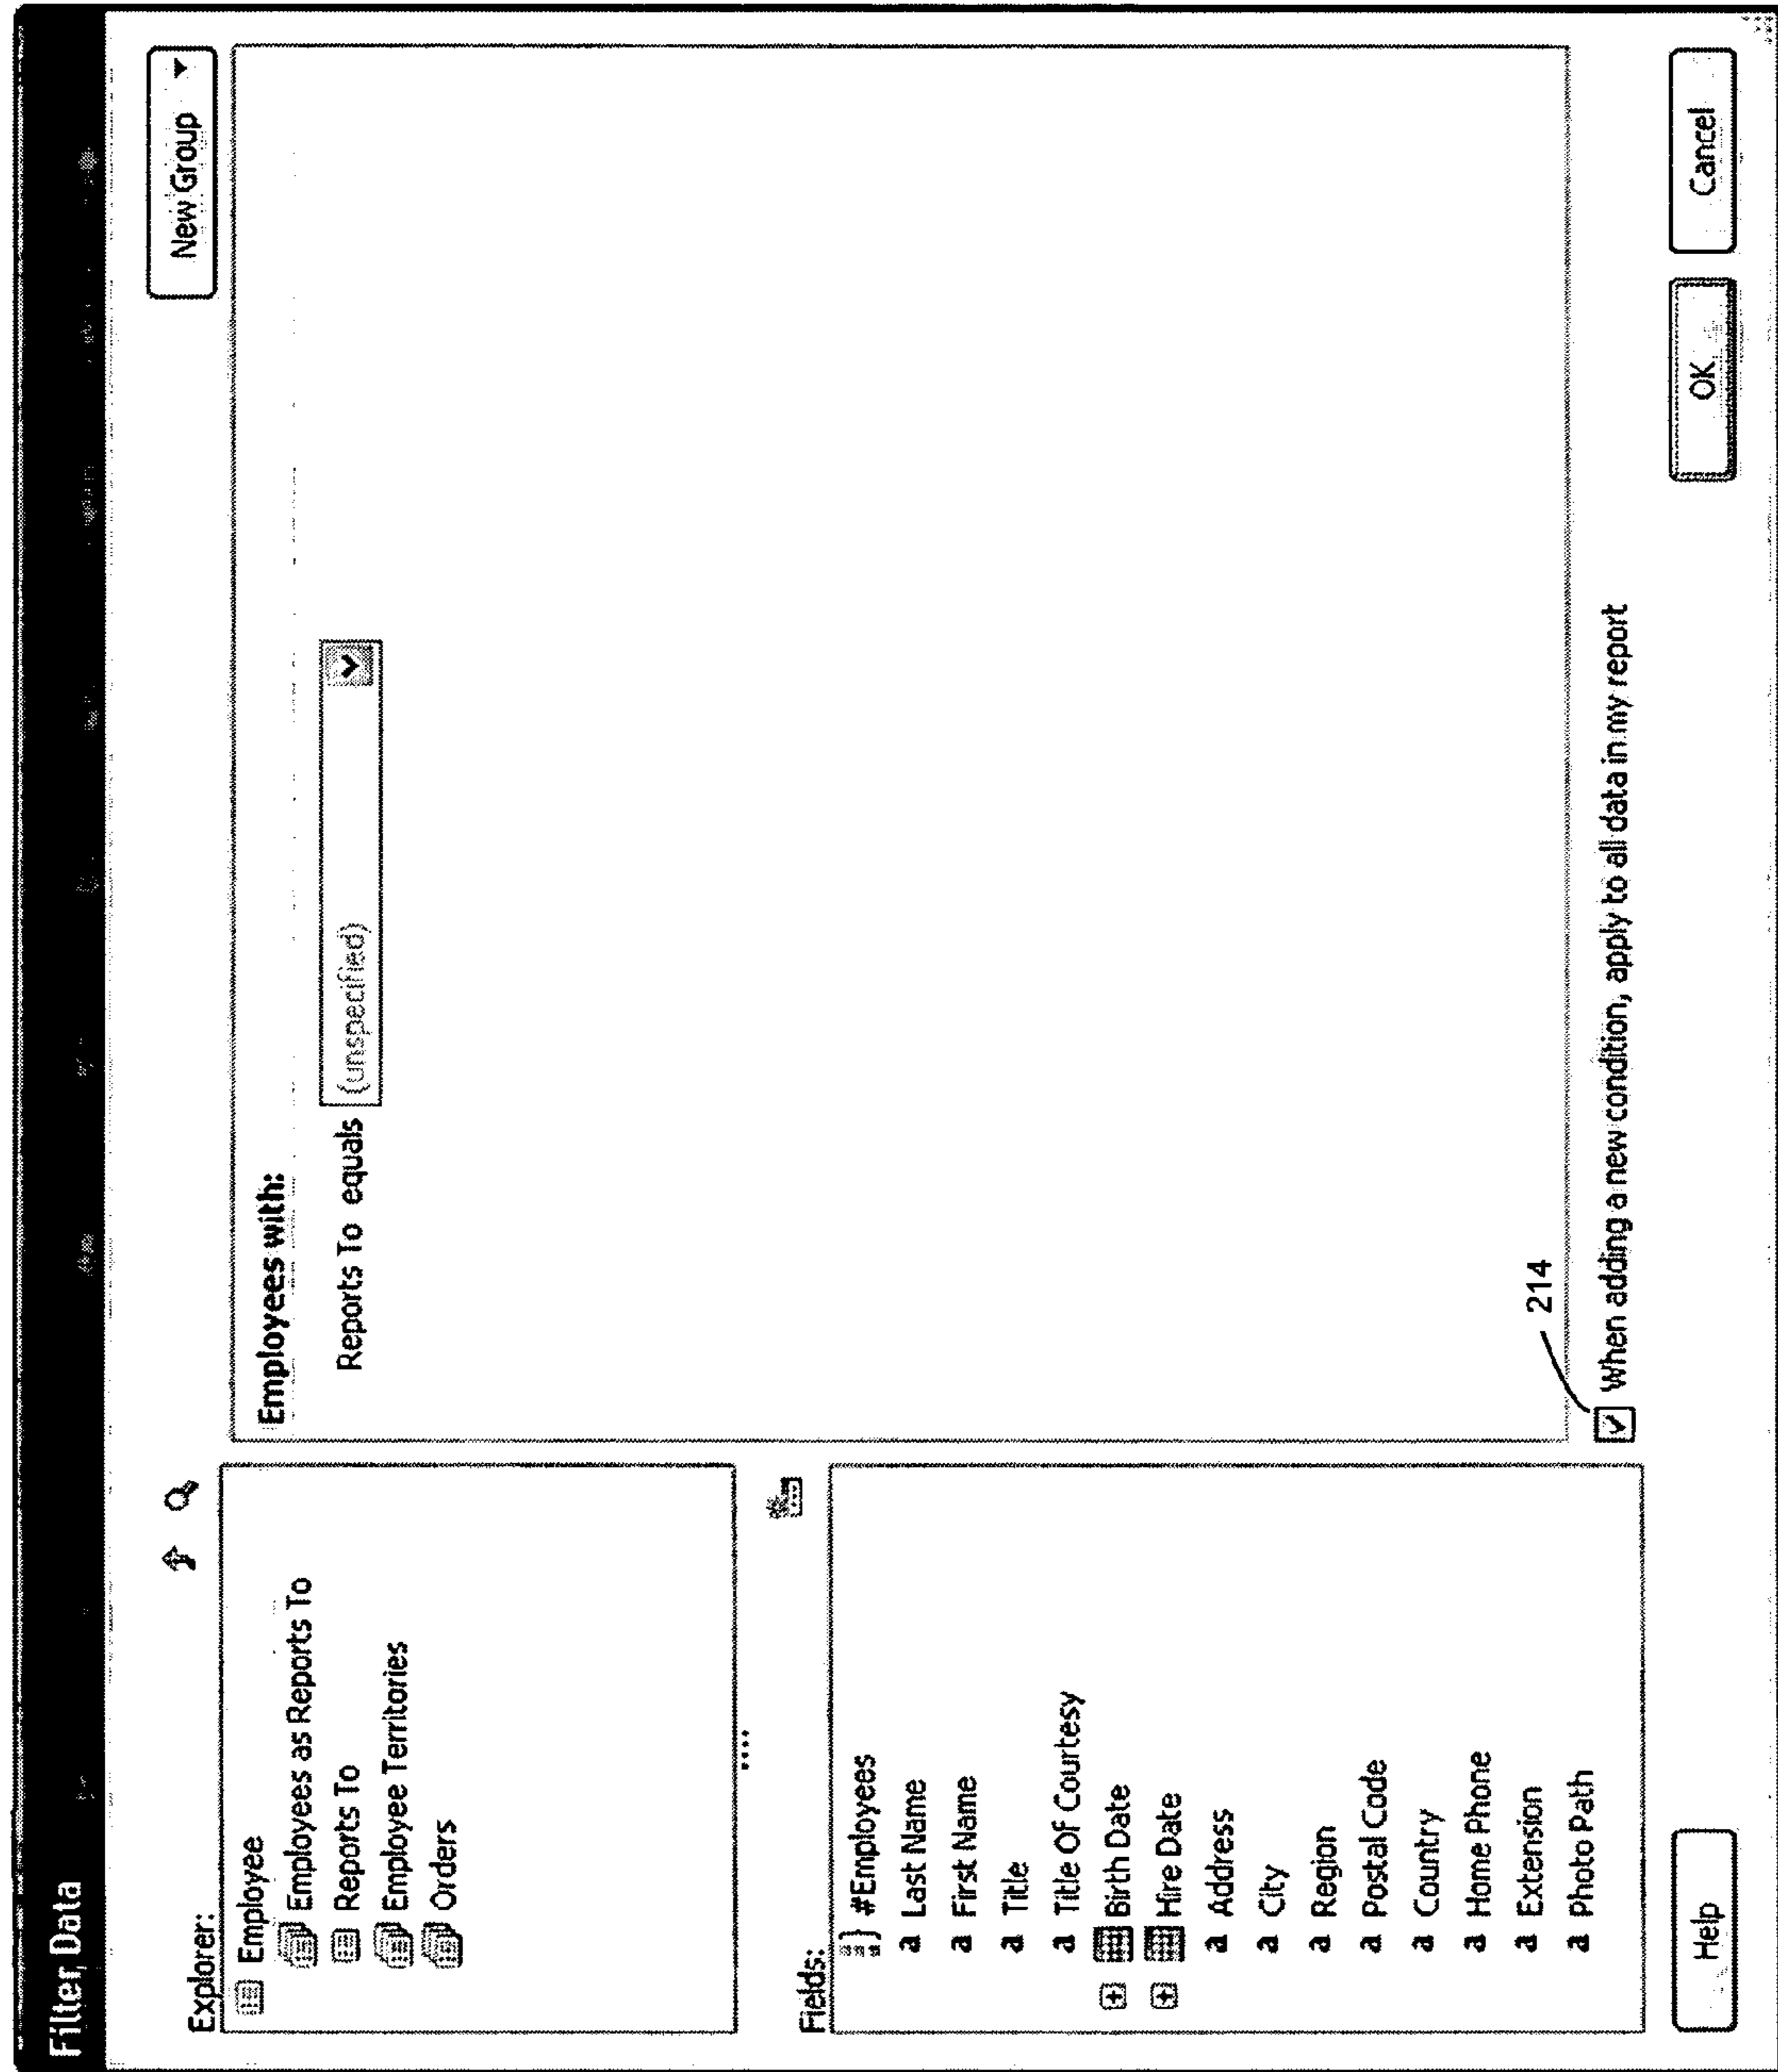 Filter Data
Explorer:
Employee
Employees as Reports To
Reports To
Employee Territories
Orders
....
Fields:
#Employees
a Last Name
a First Name
a Title
a Title Of Courtesy
Birth Date
Hire Date
a Address
a City
a Region
a Postal Code
a Country
a Home Phone
a Extension
a Photo Path
Help
New Group
Employees with:
Reports To equals (unspecified)
214
When adding a new condition, apply to all data in my report
OK
Cancel